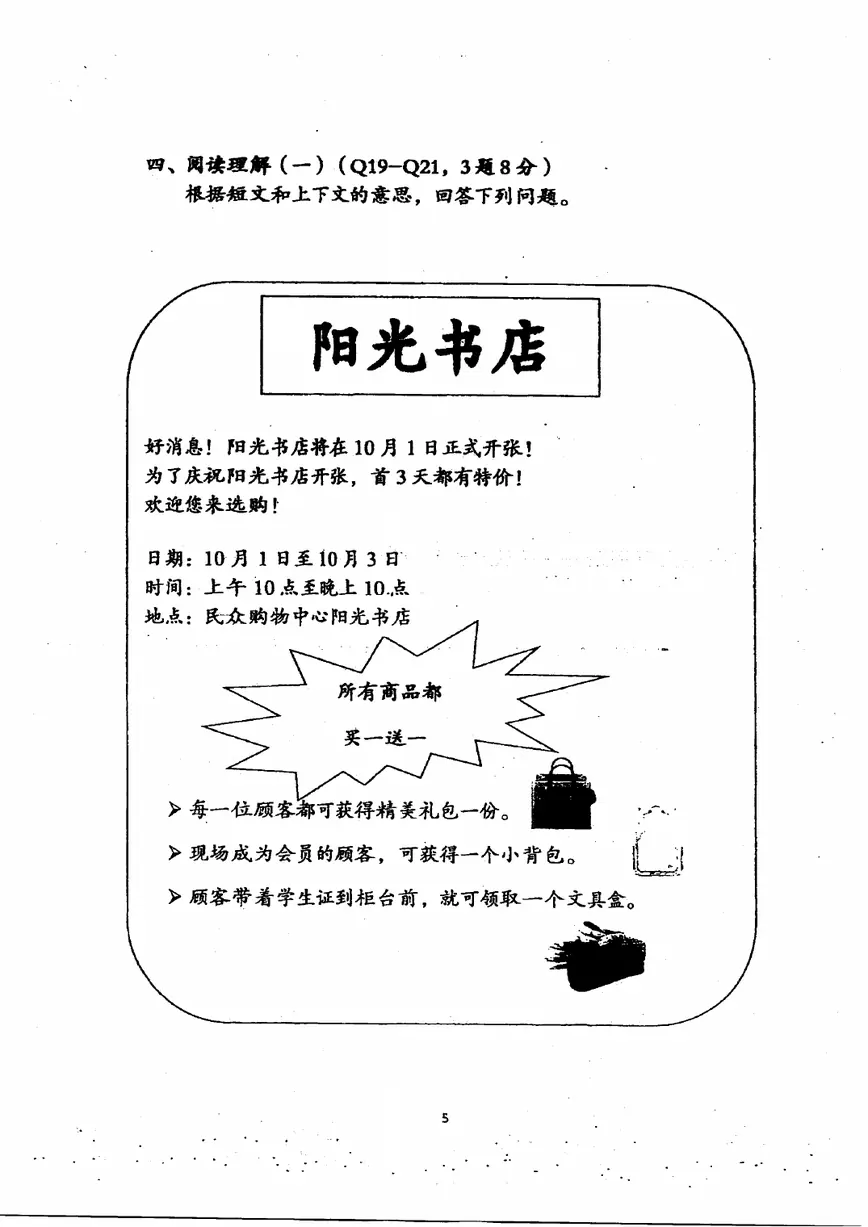 四、阅读理解（一）（Q19–Q21，3题8分）
根据短文和上下文的意思，回答下列问题。
阳光书店
好消息！阳光书店将在10月1日正式开张！
为了庆祝阳光书店开张，首3天都有特价！
欢迎您来选购！
日期：10月1日至10月3日
时间：上午10点至晚上10点
地点：民众购物中心阳光书店
所有商品都
买一送一
➢ 每一位顾客都可获得精美礼包一份。
➢ 现场成为会员的顾客，可获得一个小背包。
➢ 顾客带着学生证到柜台前，就可领取一个文具盒。
5